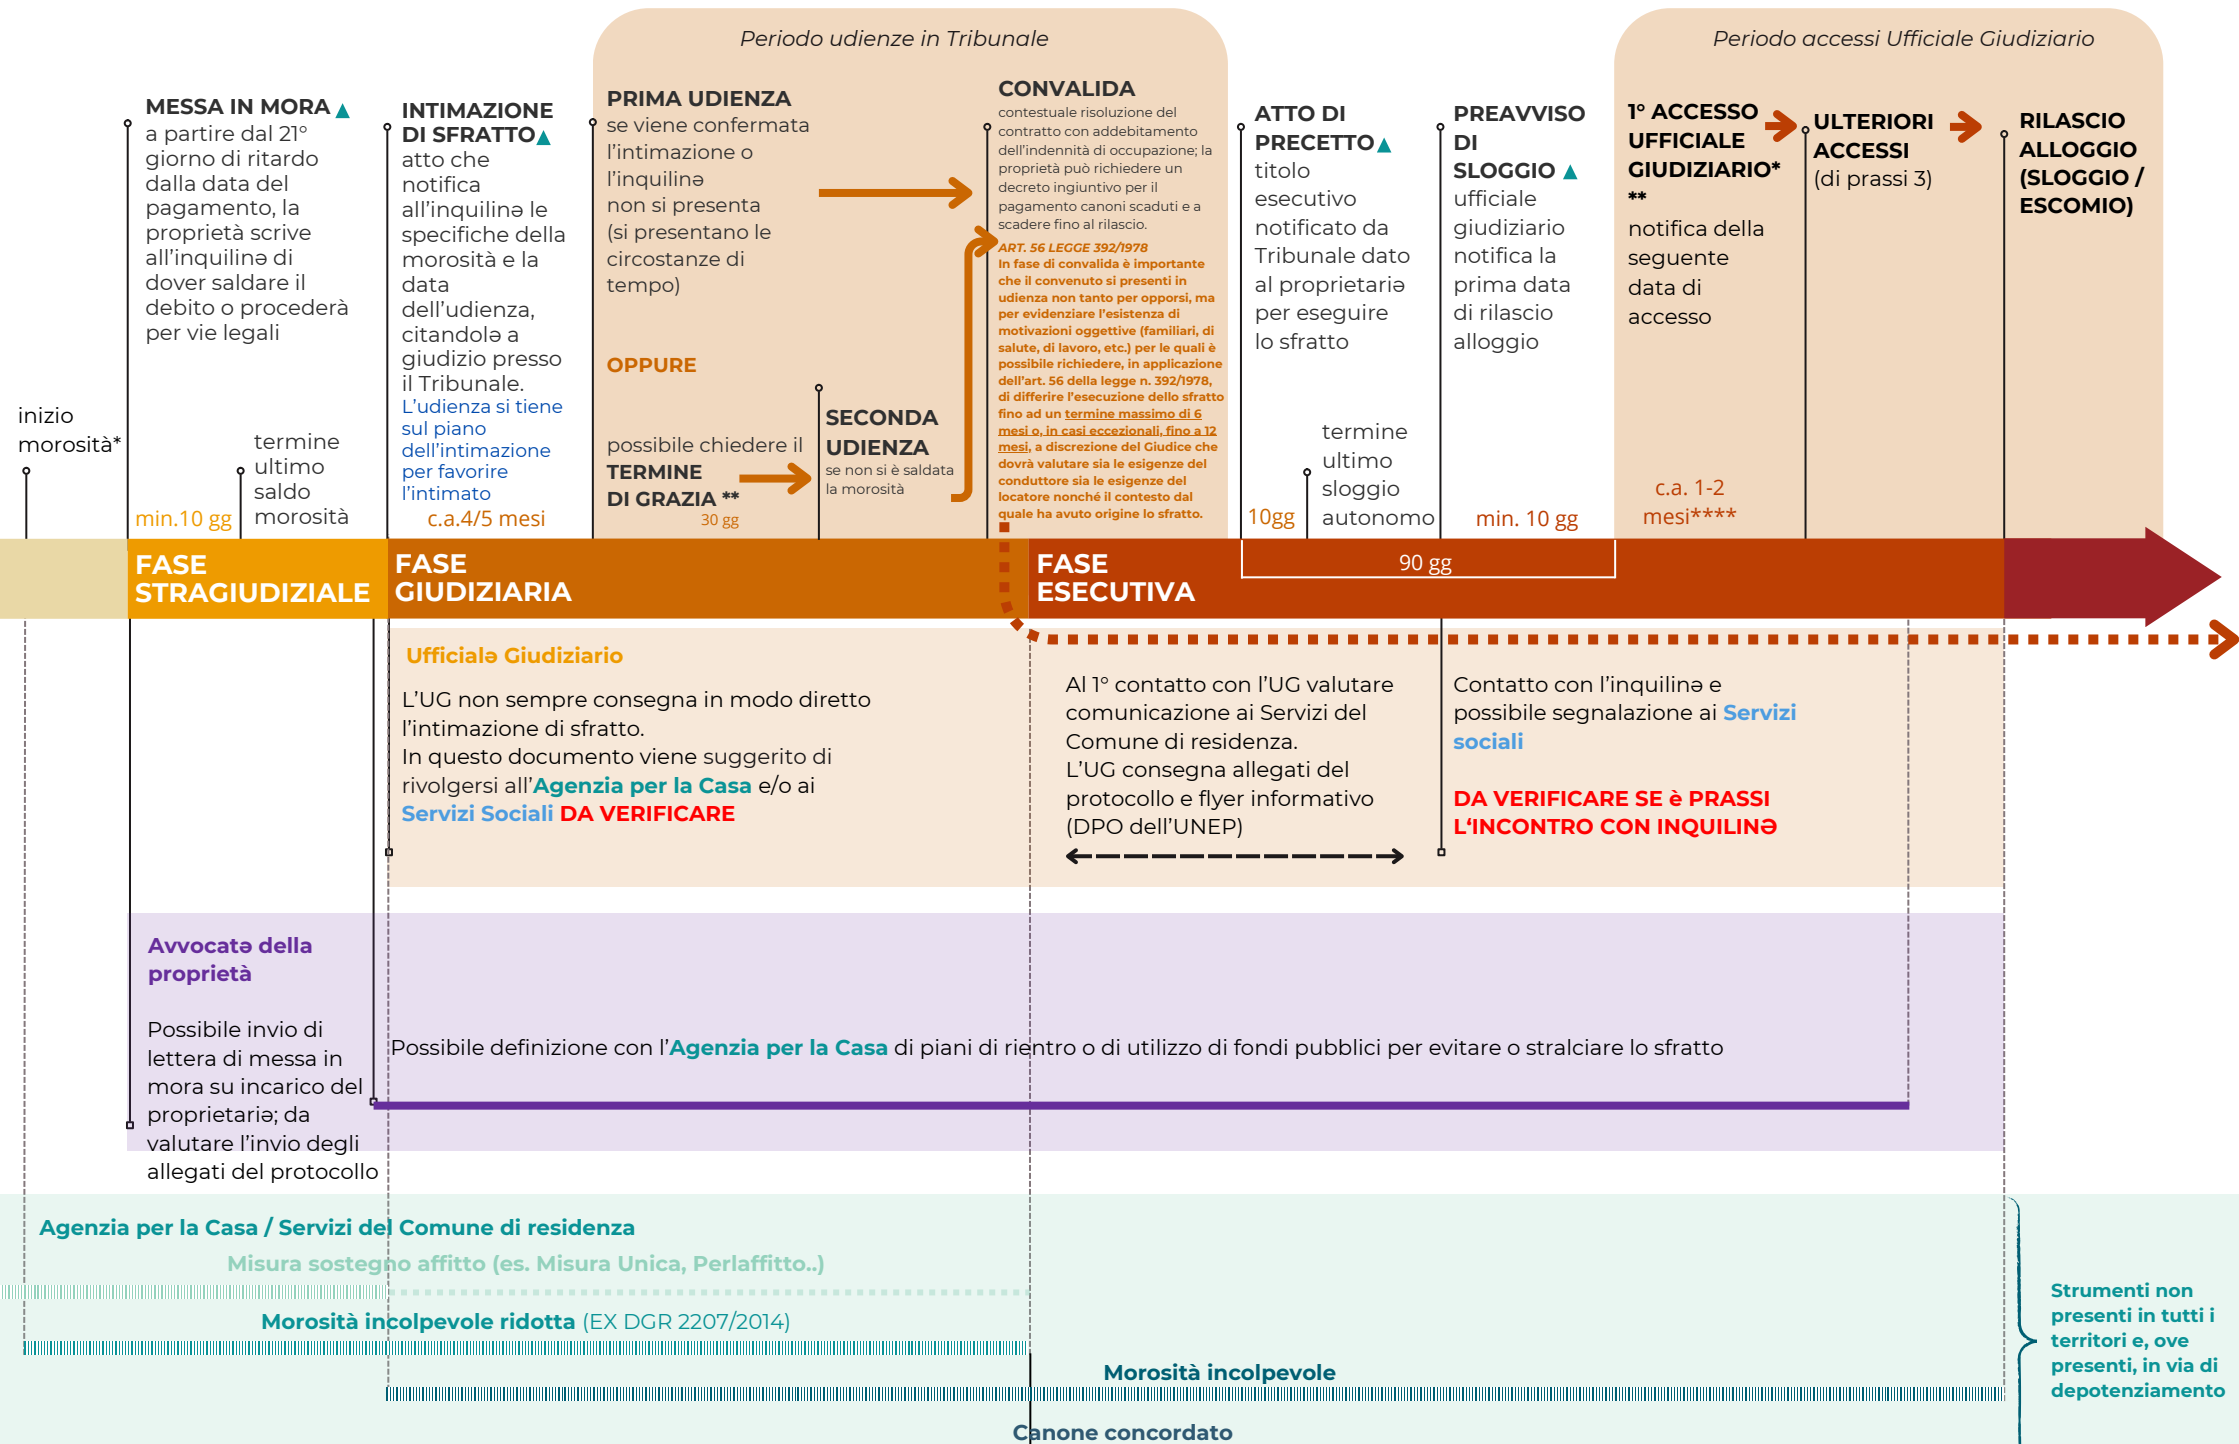 Periodo udienze in Tribunale
Periodo accessi Ufficiale Giudiziario
inizio
morosità*
MESSA IN MORA
a partire dal 21°
giorno di ritardo
dalla data del
pagamento, la
proprietà scrive
all'inquilinə di
dover saldare il
debito o procederà
per vie legali
min.10 gg
termine
ultimo
saldo
morosità
INTIMAZIONE
DI SFRATTO
atto che
notifica
all'inquilinə le
specifiche della
morosità e la
data
dell'udienza,
citandolə a
giudizio presso
il Tribunale.
L'udienza si tiene
sul piano
dell'intimazione
per favorire
l'intimato
c.a.4/5 mesi
PRIMA UDIENZA
se viene confermata
l'intimazione o
l'inquilinə
non si presenta
(si presentano le
circostanze di
tempo)
OPPURE
possibile chiedere il
TERMINE
DI GRAZIA **
30 gg
SECONDA
UDIENZA
se non si è saldata
la morosità
CONVALIDA
contestuale risoluzione del
contratto con addebitamento
dell'indennità di occupazione; la
proprietà può richiedere un
decreto ingiuntivo per il
pagamento canoni scaduti e a
scadere fino al rilascio.
ART. 56 LEGGE 392/1978
In fase di convalida è importante
che il convenuto si presenti in
udienza non tanto per opporsi, ma
per evidenziare l'esistenza di
motivazioni oggettive (familiari, di
salute, di lavoro, etc.) per le quali è
possibile richiedere, in applicazione
dell'art. 56 della legge n. 392/1978,
di differire l'esecuzione dello sfratto
fino ad un termine massimo di 6
mesi o, in casi eccezionali, fino a 12
mesi, a discrezione del Giudice che
dovrà valutare sia le esigenze del
conduttore sia le esigenze del
locatore nonché il contesto dal
quale ha avuto origine lo sfratto.
ATTO DI
PRECETTO
titolo
esecutivo
notificato da
Tribunale dato
al proprietariə
per eseguire
lo sfratto
10gg
termine
ultimo
sloggio
autonomo
PREAVVISO
DI
SLOGGIO
ufficiale
giudiziario
notifica la
prima data
di rilascio
alloggio
min. 10 gg
1° ACCESSO
UFFICIALE
GIUDIZIARIO*
**
notifica della
seguente
data di
accesso
c.a. 1-2
mesi****
ULTERIORI
ACCESSI
(di prassi 3)
RILASCIO
ALLOGGIO
(SLOGGIO /
ESCOMIO)
FASE
STRAGIUDIZIALE
FASE
GIUDIZIARIA
FASE
ESECUTIVA
90 gg
Ufficialə Giudiziario
L'UG non sempre consegna in modo diretto
l'intimazione di sfratto.
In questo documento viene suggerito di
rivolgersi all'Agenzia per la Casa e/o ai
Servizi Sociali DA VERIFICARE
Al 1° contatto con l'UG valutare
comunicazione ai Servizi del
Comune di residenza.
L'UG consegna allegati del
protocollo e flyer informativo
(DPO dell'UNEP)
Contatto con l'inquilinə e
possibile segnalazione ai Servizi
sociali
DA VERIFICARE SE è PRASSI
L'INCONTRO CON INQUILINƏ
Avvocatə della
proprietà
Possibile invio di
lettera di messa in
mora su incarico del
proprietariə; da
valutare l'invio degli
allegati del protocollo
Possibile definizione con l'Agenzia per la Casa di piani di rientro o di utilizzo di fondi pubblici per evitare o stralciare lo sfratto
Agenzia per la Casa / Servizi del Comune di residenza
Misura sostegno affitto (es. Misura Unica, Perlaffitto..)
Morosità incolpevole ridotta (EX DGR 2207/2014)
Morosità incolpevole
Canone concordato
Strumenti non
presenti in tutti i
territori e, ove
presenti, in via di
depotenziamento